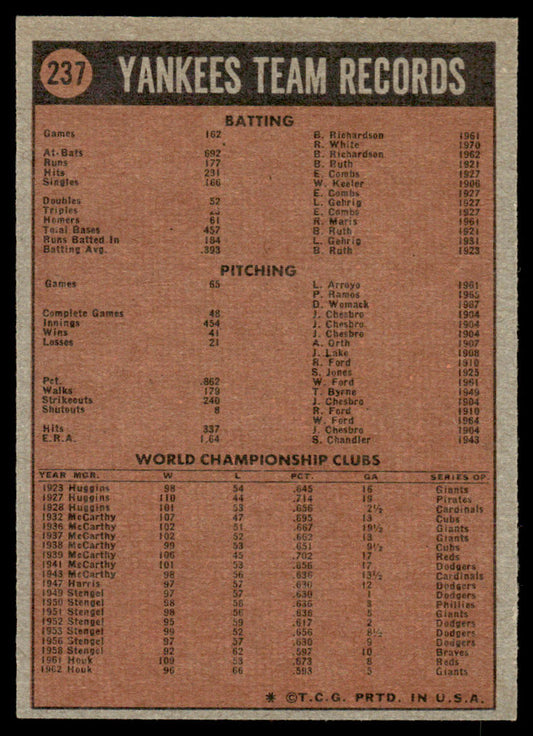 237 YANKEES TEAM RECORDS
BATTING
Games 162 B. Richardson 1961
R. White 1970
At-Bats 692 B. Richardson 1962
Runs 177 B. Ruth 1921
Hits 231 E. Combs 1927
Singles 166 W. Keeler 1906
E. Combs 1927
Doubles 52 L. Gehrig 1927
Triples E. Combs 1927
Homers 61 R. Maris 1961
Total Bases 457 B. Ruth 1921
Runs Batted In 184 L. Gehrig 1931
Batting Avg. .393 B. Ruth 1923
PITCHING
Games 65 L. Arroyo 1961
P. Ramos 1965
D. Womack 1967
Complete Games 48 J. Chesbro 1904
Innings 454 J. Chesbro 1904
Wins 41 J. Chesbro 1904
Losses 21 A. Orth 1907
J. Lake 1908
R. Ford 1910
S. Jones 1925
Pct. .862 W. Ford 1961
Walks 179 T. Byrne 1949
Strikeouts 240 J. Chesbro 1904
Shutouts 8 R. Ford 1910
W. Ford 1964
Hits 337 J. Chesbro 1904
E.R.A. 1.64 S. Chandler 1943
WORLD CHAMPIONSHIP CLUBS
YEAR MGR. W L PCT. GA SERIES OP.
1923 Huggins 98 54 .645 16 Giants
1927 Huggins 110 44 .714 19 Pirates
1928 Huggins 101 53 .656 2½ Cardinals
1932 McCarthy 107 47 .695 13 Cubs
1936 McCarthy 102 51 .667 19½ Giants
1937 McCarthy 102 52 .662 13 Giants
1938 McCarthy 99 53 .651 9½ Cubs
1939 McCarthy 106 45 .702 17 Reds
1941 McCarthy 101 53 .656 17 Dodgers
1943 McCarthy 98 56 .636 13½ Cardinals
1947 Harris 97 57 .630 12 Dodgers
1949 Stengel 97 57 .630 1 Dodgers
1950 Stengel 98 56 .636 3 Phillies
1951 Stengel 98 56 .636 5 Giants
1952 Stengel 95 59 .617 2 Dodgers
1953 Stengel 99 52 .656 8½ Dodgers
1956 Stengel 97 57 .630 9 Dodgers
1958 Stengel 92 62 .597 10 Braves
1961 Houk 109 53 .673 8 Reds
1962 Houk 96 66 .593 5 Giants
* ©T.C.G. PRTD. IN U.S.A.